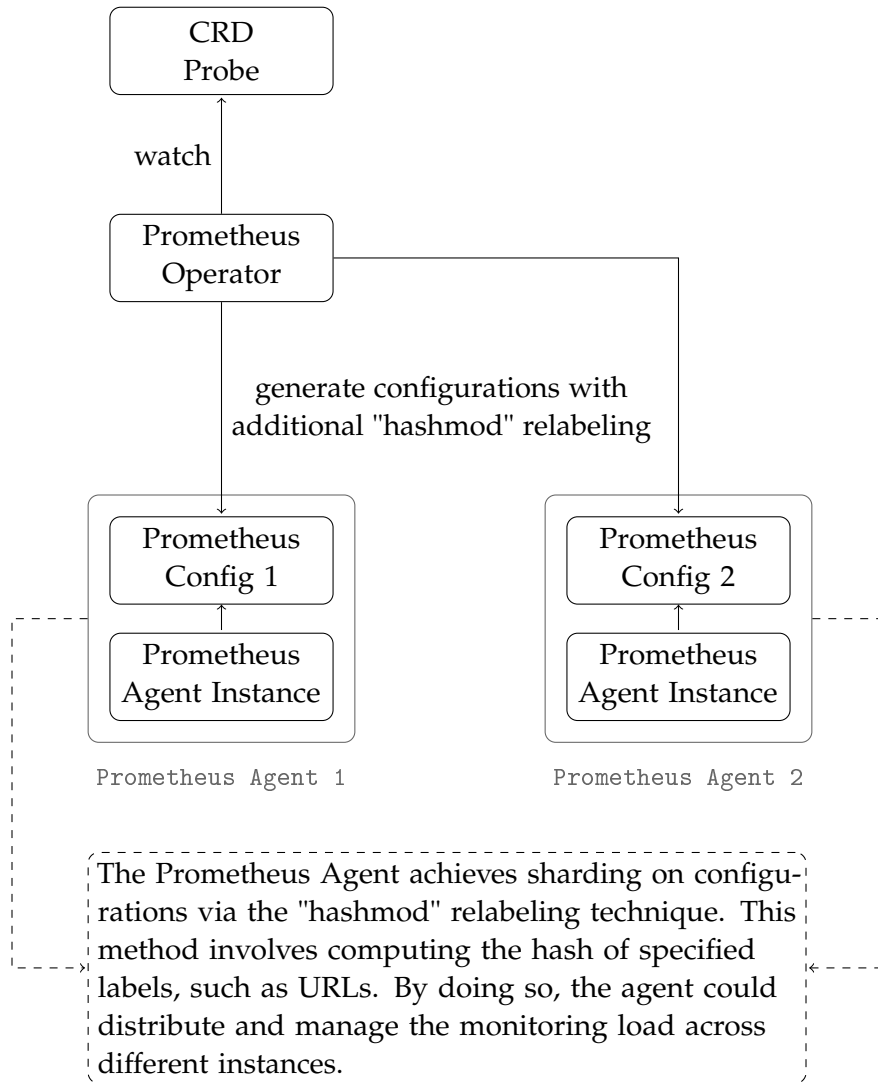 CRD
Probe
watch
Prometheus
Operator
generate configurations with
additional "hashmod" relabeling
Prometheus
Config 1
Prometheus
Agent Instance
Prometheus Agent 1
Prometheus
Config 2
Prometheus
Agent Instance
Prometheus Agent 2
The Prometheus Agent achieves sharding on configu-
rations via the "hashmod" relabeling technique. This
method involves computing the hash of specified
labels, such as URLs. By doing so, the agent could
distribute and manage the monitoring load across
different instances.